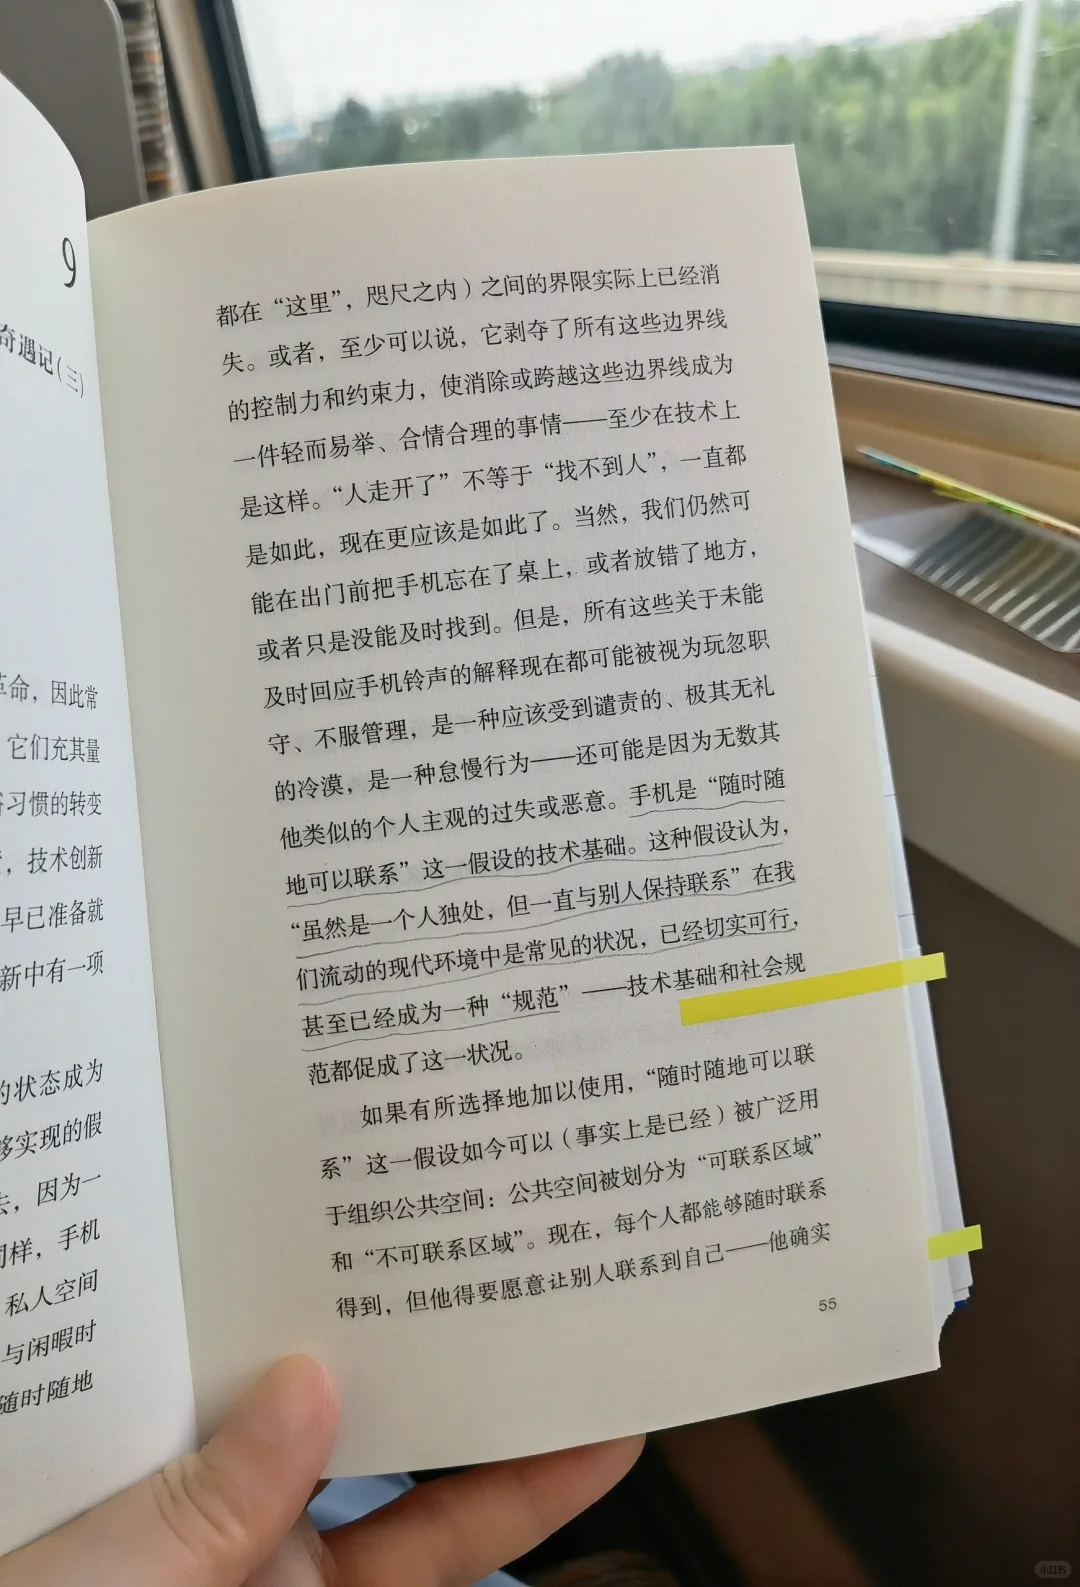 9
奇遇记(三)
革命，因此常
它们充其量
习惯的转变
，技术创新
早已准备就
新中有一项
的状态成为
够实现的假
去，因为一
同样，手机
私人空间
与闲暇时
随时随地
都在“这里”，咫尺之内）之间的界限实际上已经消
失。或者，至少可以说，它剥夺了所有这些边界线
的控制力和约束力，使消除或跨越这些边界线成为
一件轻而易举、合情合理的事情——至少在技术上
是这样。“人走开了”不等于“找不到人”，一直都
是如此，现在更应该是如此了。当然，我们仍然可
能在出门前把手机忘在了桌上，或者放错了地方，
或者只是没能及时找到。但是，所有这些关于未能
及时回应手机铃声的解释现在都可能被视为玩忽职
守、不服管理，是一种应该受到谴责的、极其无礼
的冷漠，是一种怠慢行为——还可能是因为无数其
他类似的个人主观的过失或恶意。手机是“随时随
地可以联系”这一假设的技术基础。这种假设认为，
“虽然是一个人独处，但一直与别人保持联系”在我
们流动的现代环境中是常见的状况，已经切实可行，
甚至已经成为一种“规范”——技术基础和社会规
范都促成了这一状况。
如果有所选择地加以使用，“随时随地可以联
系”这一假设如今可以（事实上是已经）被广泛用
于组织公共空间：公共空间被划分为“可联系区域”
和“不可联系区域”。现在，每个人都能够随时联系
得到，但他得要愿意让别人联系到自己——他确实
55
小红书